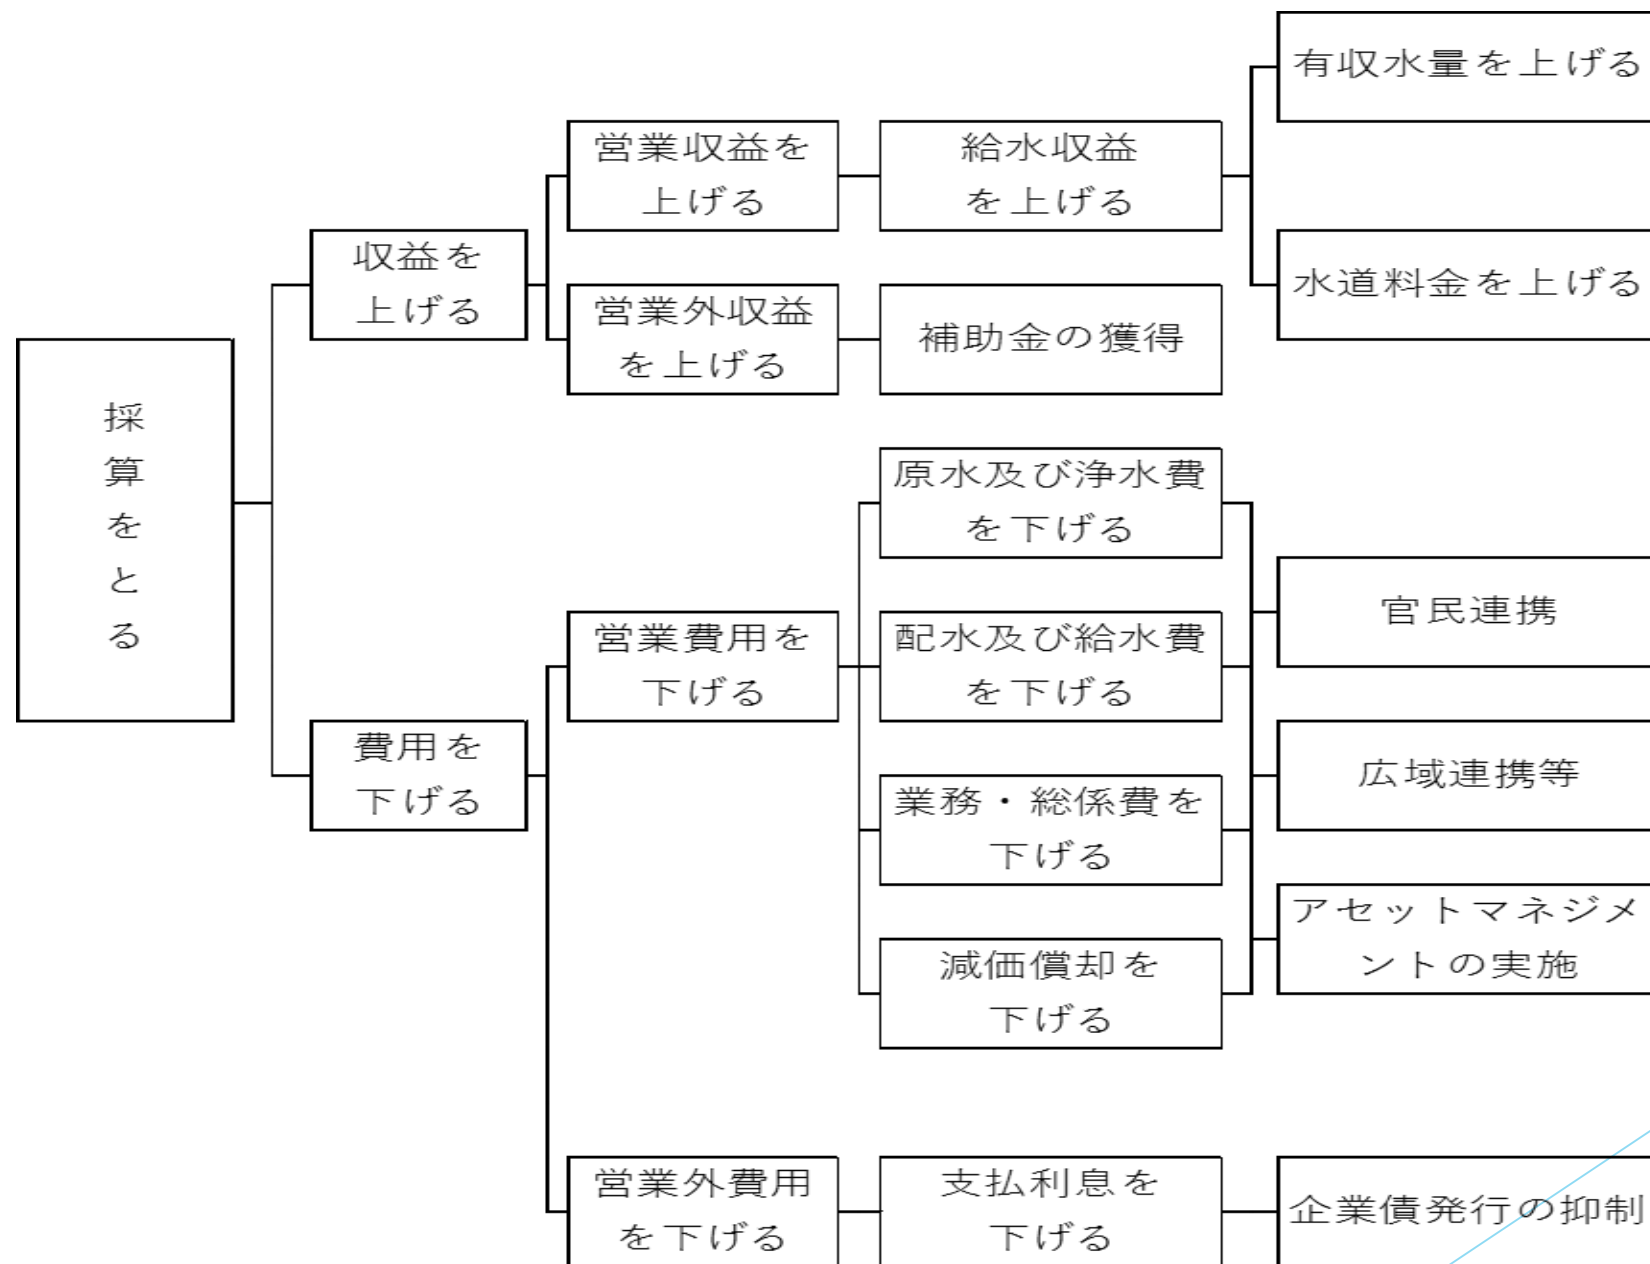 採
算
を
と
る
収益を
上げる
費用を
下げる
営業収益を
上げる
営業外収益
を上げる
営業費用を
下げる
営業外費用
を下げる
給水収益
を上げる
補助金の獲得
原水及び浄水費
を下げる
配水及び給水費
を下げる
業務・総係費を
下げる
減価償却を
下げる
支払利息を
下げる
有収水量を上げる
水道料金を上げる
官民連携
広域連携等
アセットマネジメ
ントの実施
企業債発行の抑制